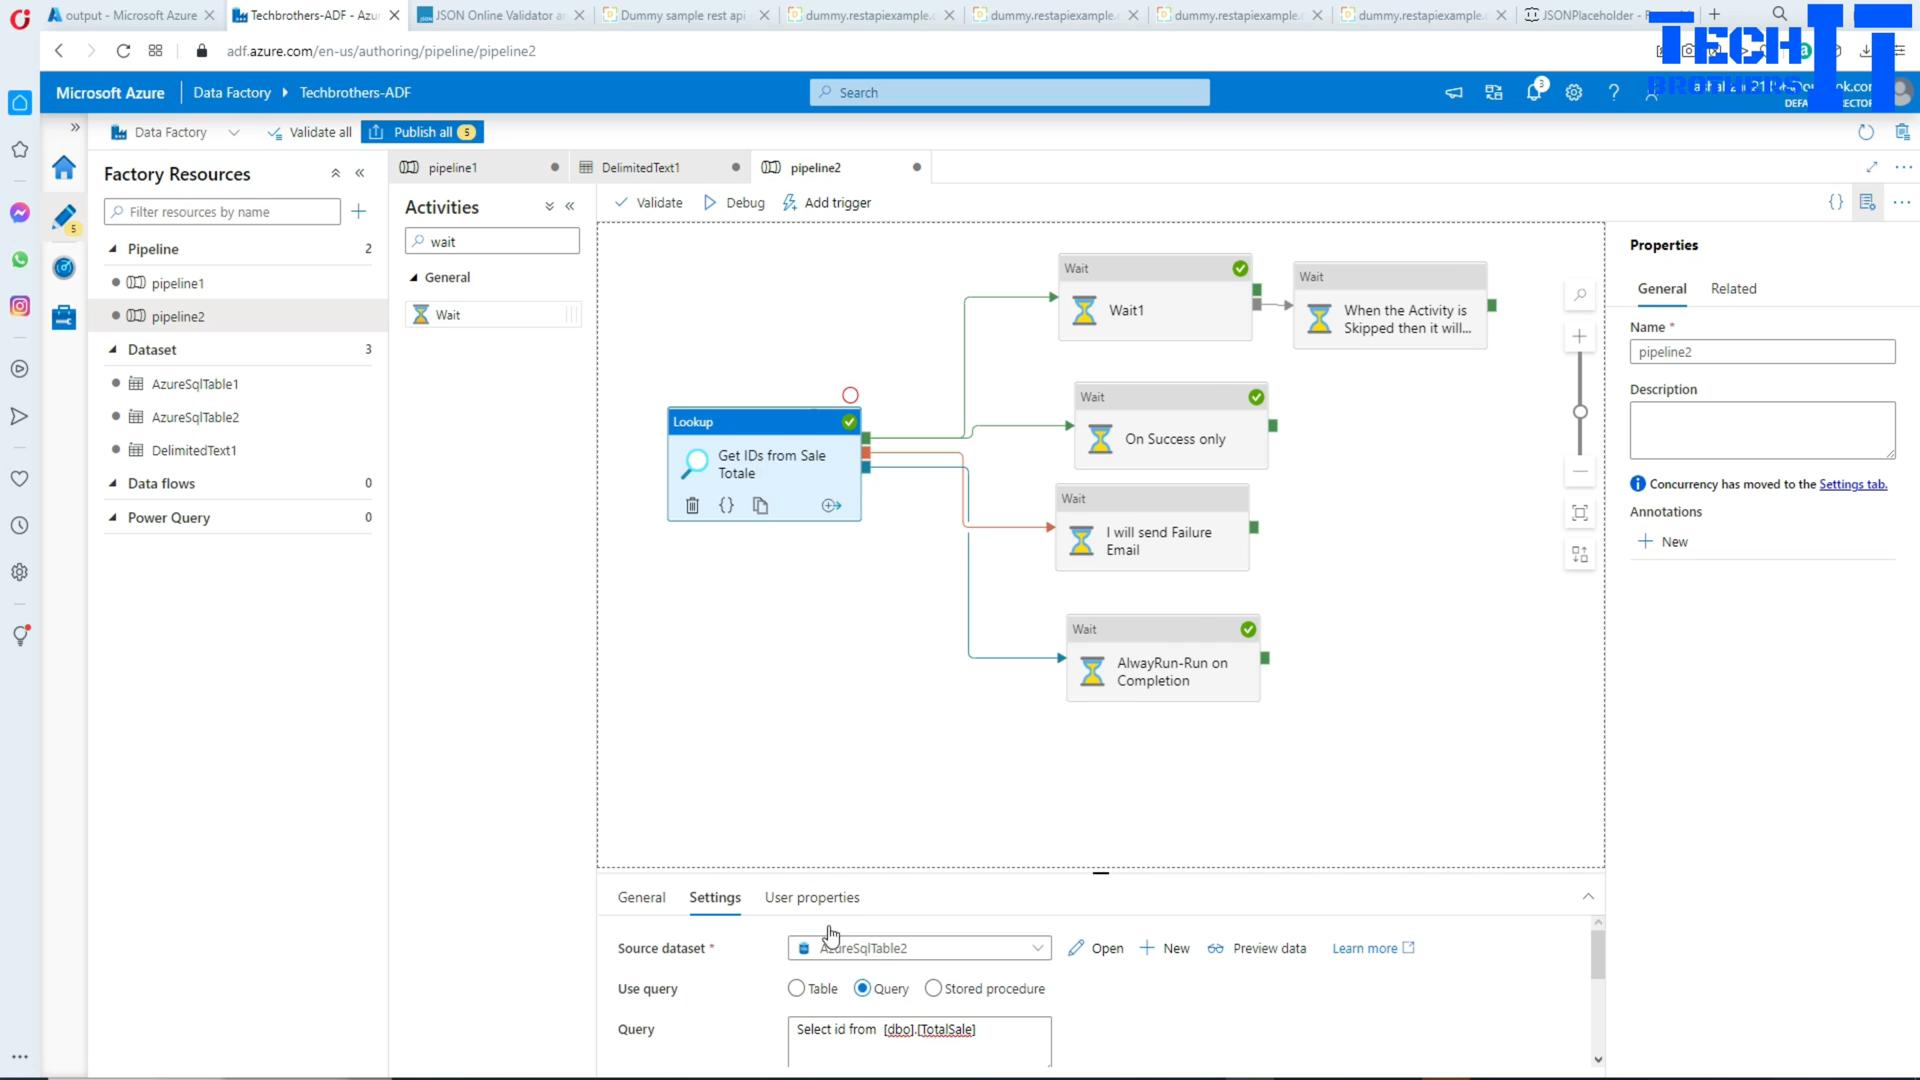 output - Microsoft Azure
Techbrothers-ADF - Azu
JSON Online Validator a
Dummy sample rest api
dummy.restapiexample.
dummy.restapiexample.
dummy.restapiexample.
dummy.restapiexample.
JSONPlaceholder -
TECH IT
BROTHERS
adf.azure.com/en-us/authoring/pipeline/pipeline2
Microsoft Azure
Data Factory
Techbrothers-ADF
Search
3
Data Factory
Validate all
Publish all 5
Factory Resources
pipeline1
DelimitedText1
pipeline2
Filter resources by name
Activities
Validate
Debug
Add trigger
5
wait
Pipeline 2
General
pipeline1
Wait
pipeline2
Dataset 3
AzureSqlTable1
AzureSqlTable2
DelimitedText1
Data flows 0
Power Query 0
Wait
Wait1
Wait
When the Activity is
Skipped then it will...
Wait
On Success only
Lookup
Get IDs from Sale
Totale
Wait
I will send Failure
Email
Wait
AlwayRun-Run on
Completion
Properties
General
Related
Name *
pipeline2
Description
Concurrency has moved to the Settings tab.
Annotations
New
General
Settings
User properties
Source dataset *
AzureSqlTable2
Open
New
Preview data
Learn more
Use query
Table
Query
Stored procedure
Query
Select id from [dbo].[TotalSale]